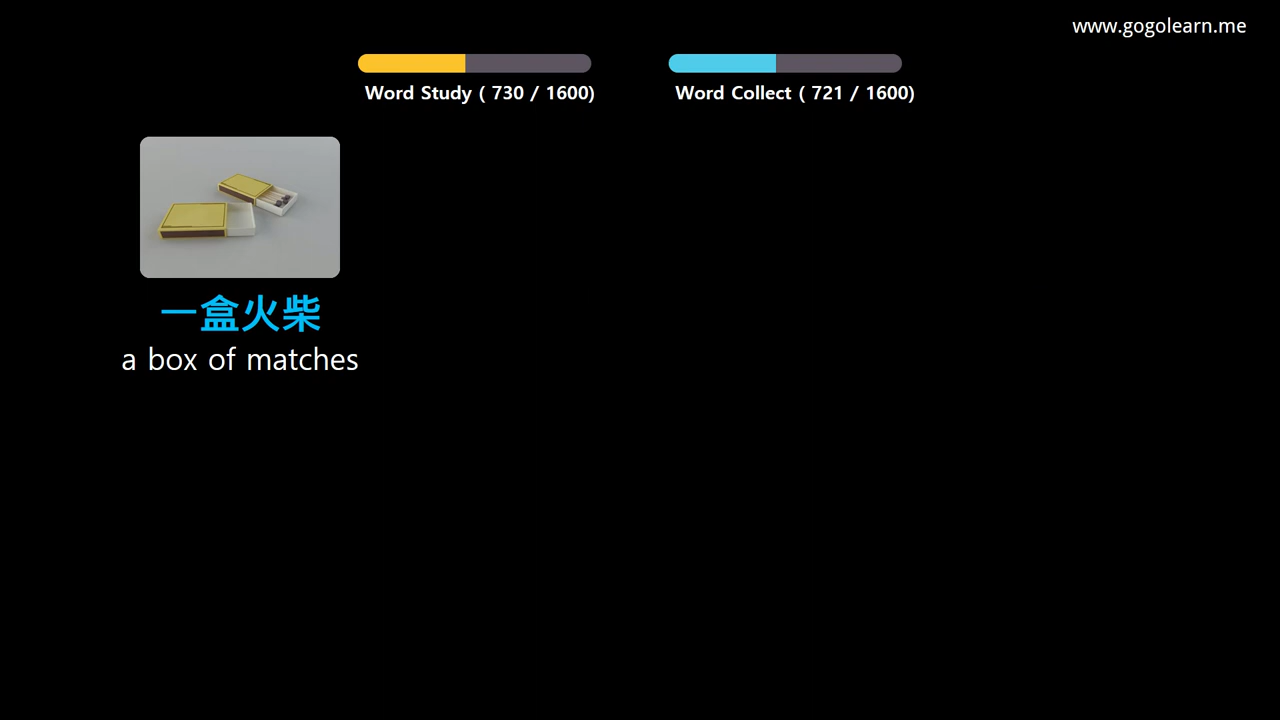 www.gogolearn.me
Word Study ( 730 / 1600)
Word Collect ( 721 / 1600)
一盒火柴
a box of matches